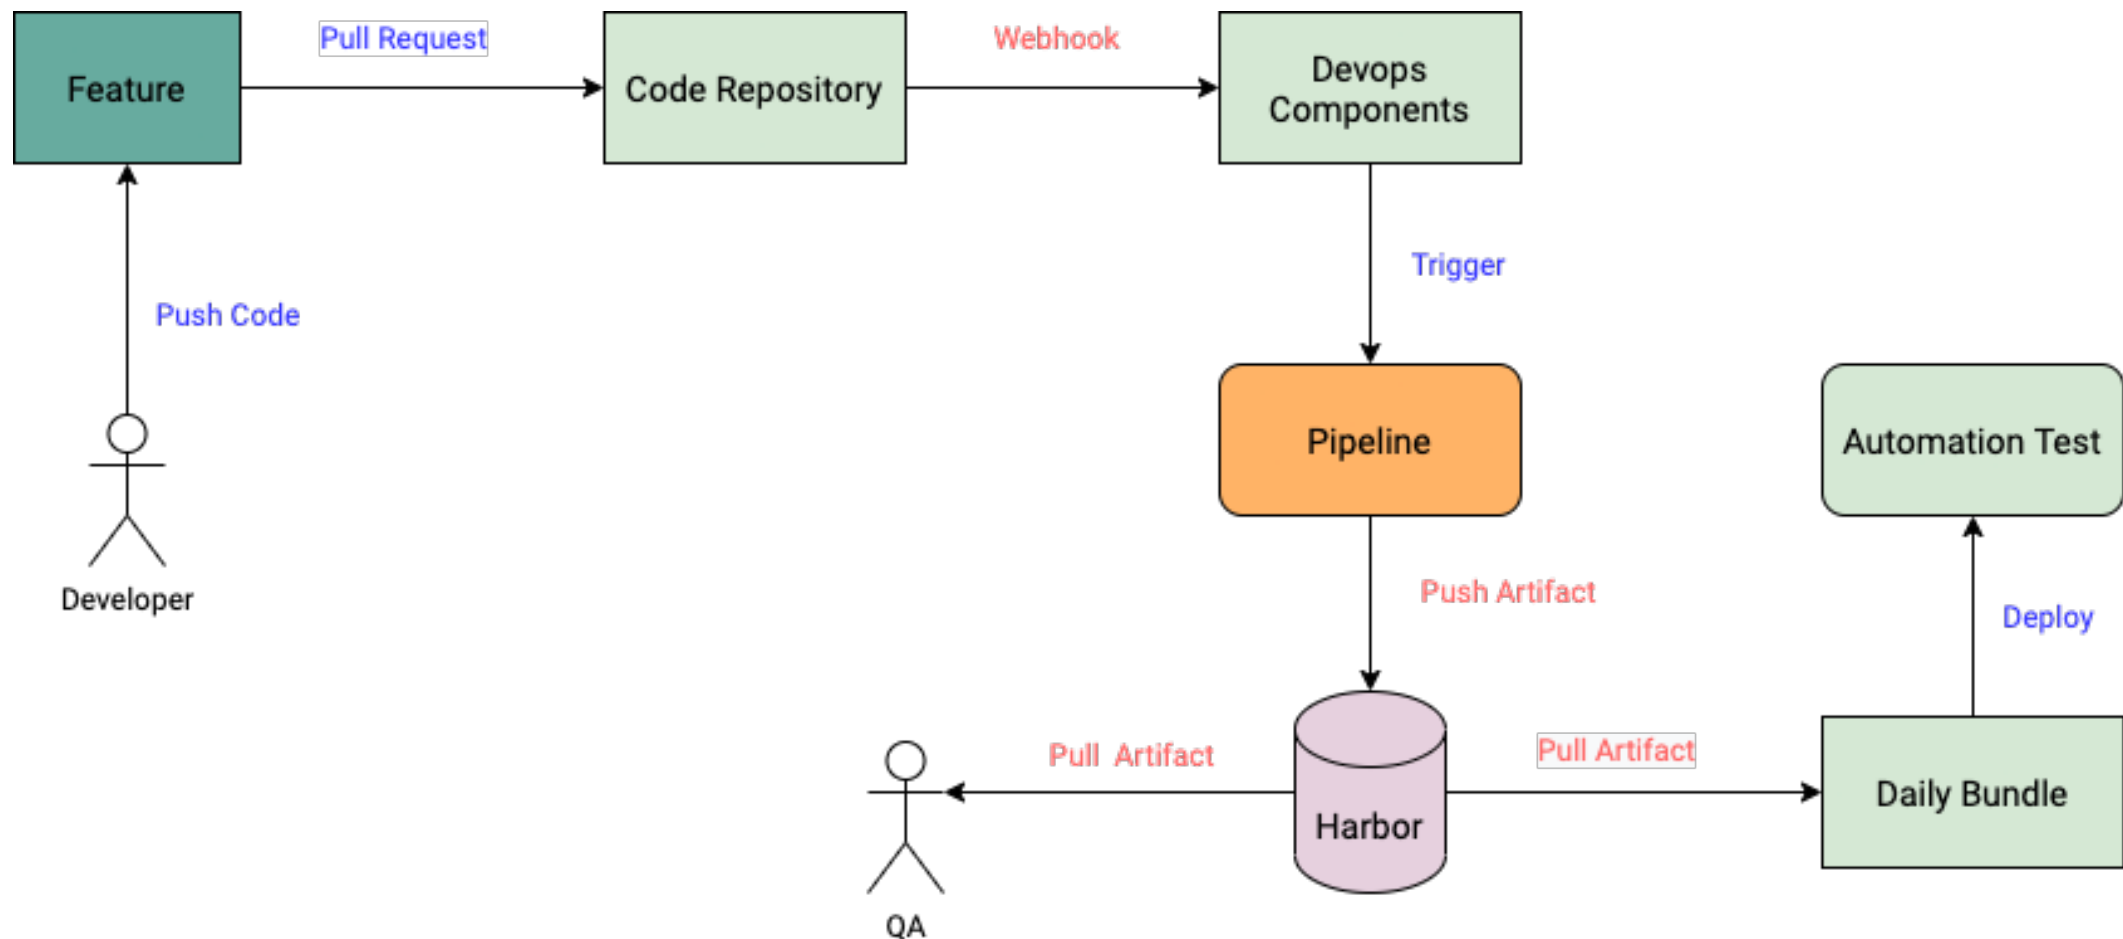 Pull Request
Webhook
Feature
Code Repository
Devops
Components
Trigger
Push Code
Pipeline
Automation Test
Developer
Push Artifact
Deploy
Pull  Artifact
Pull Artifact
Harbor
Daily Bundle
QA